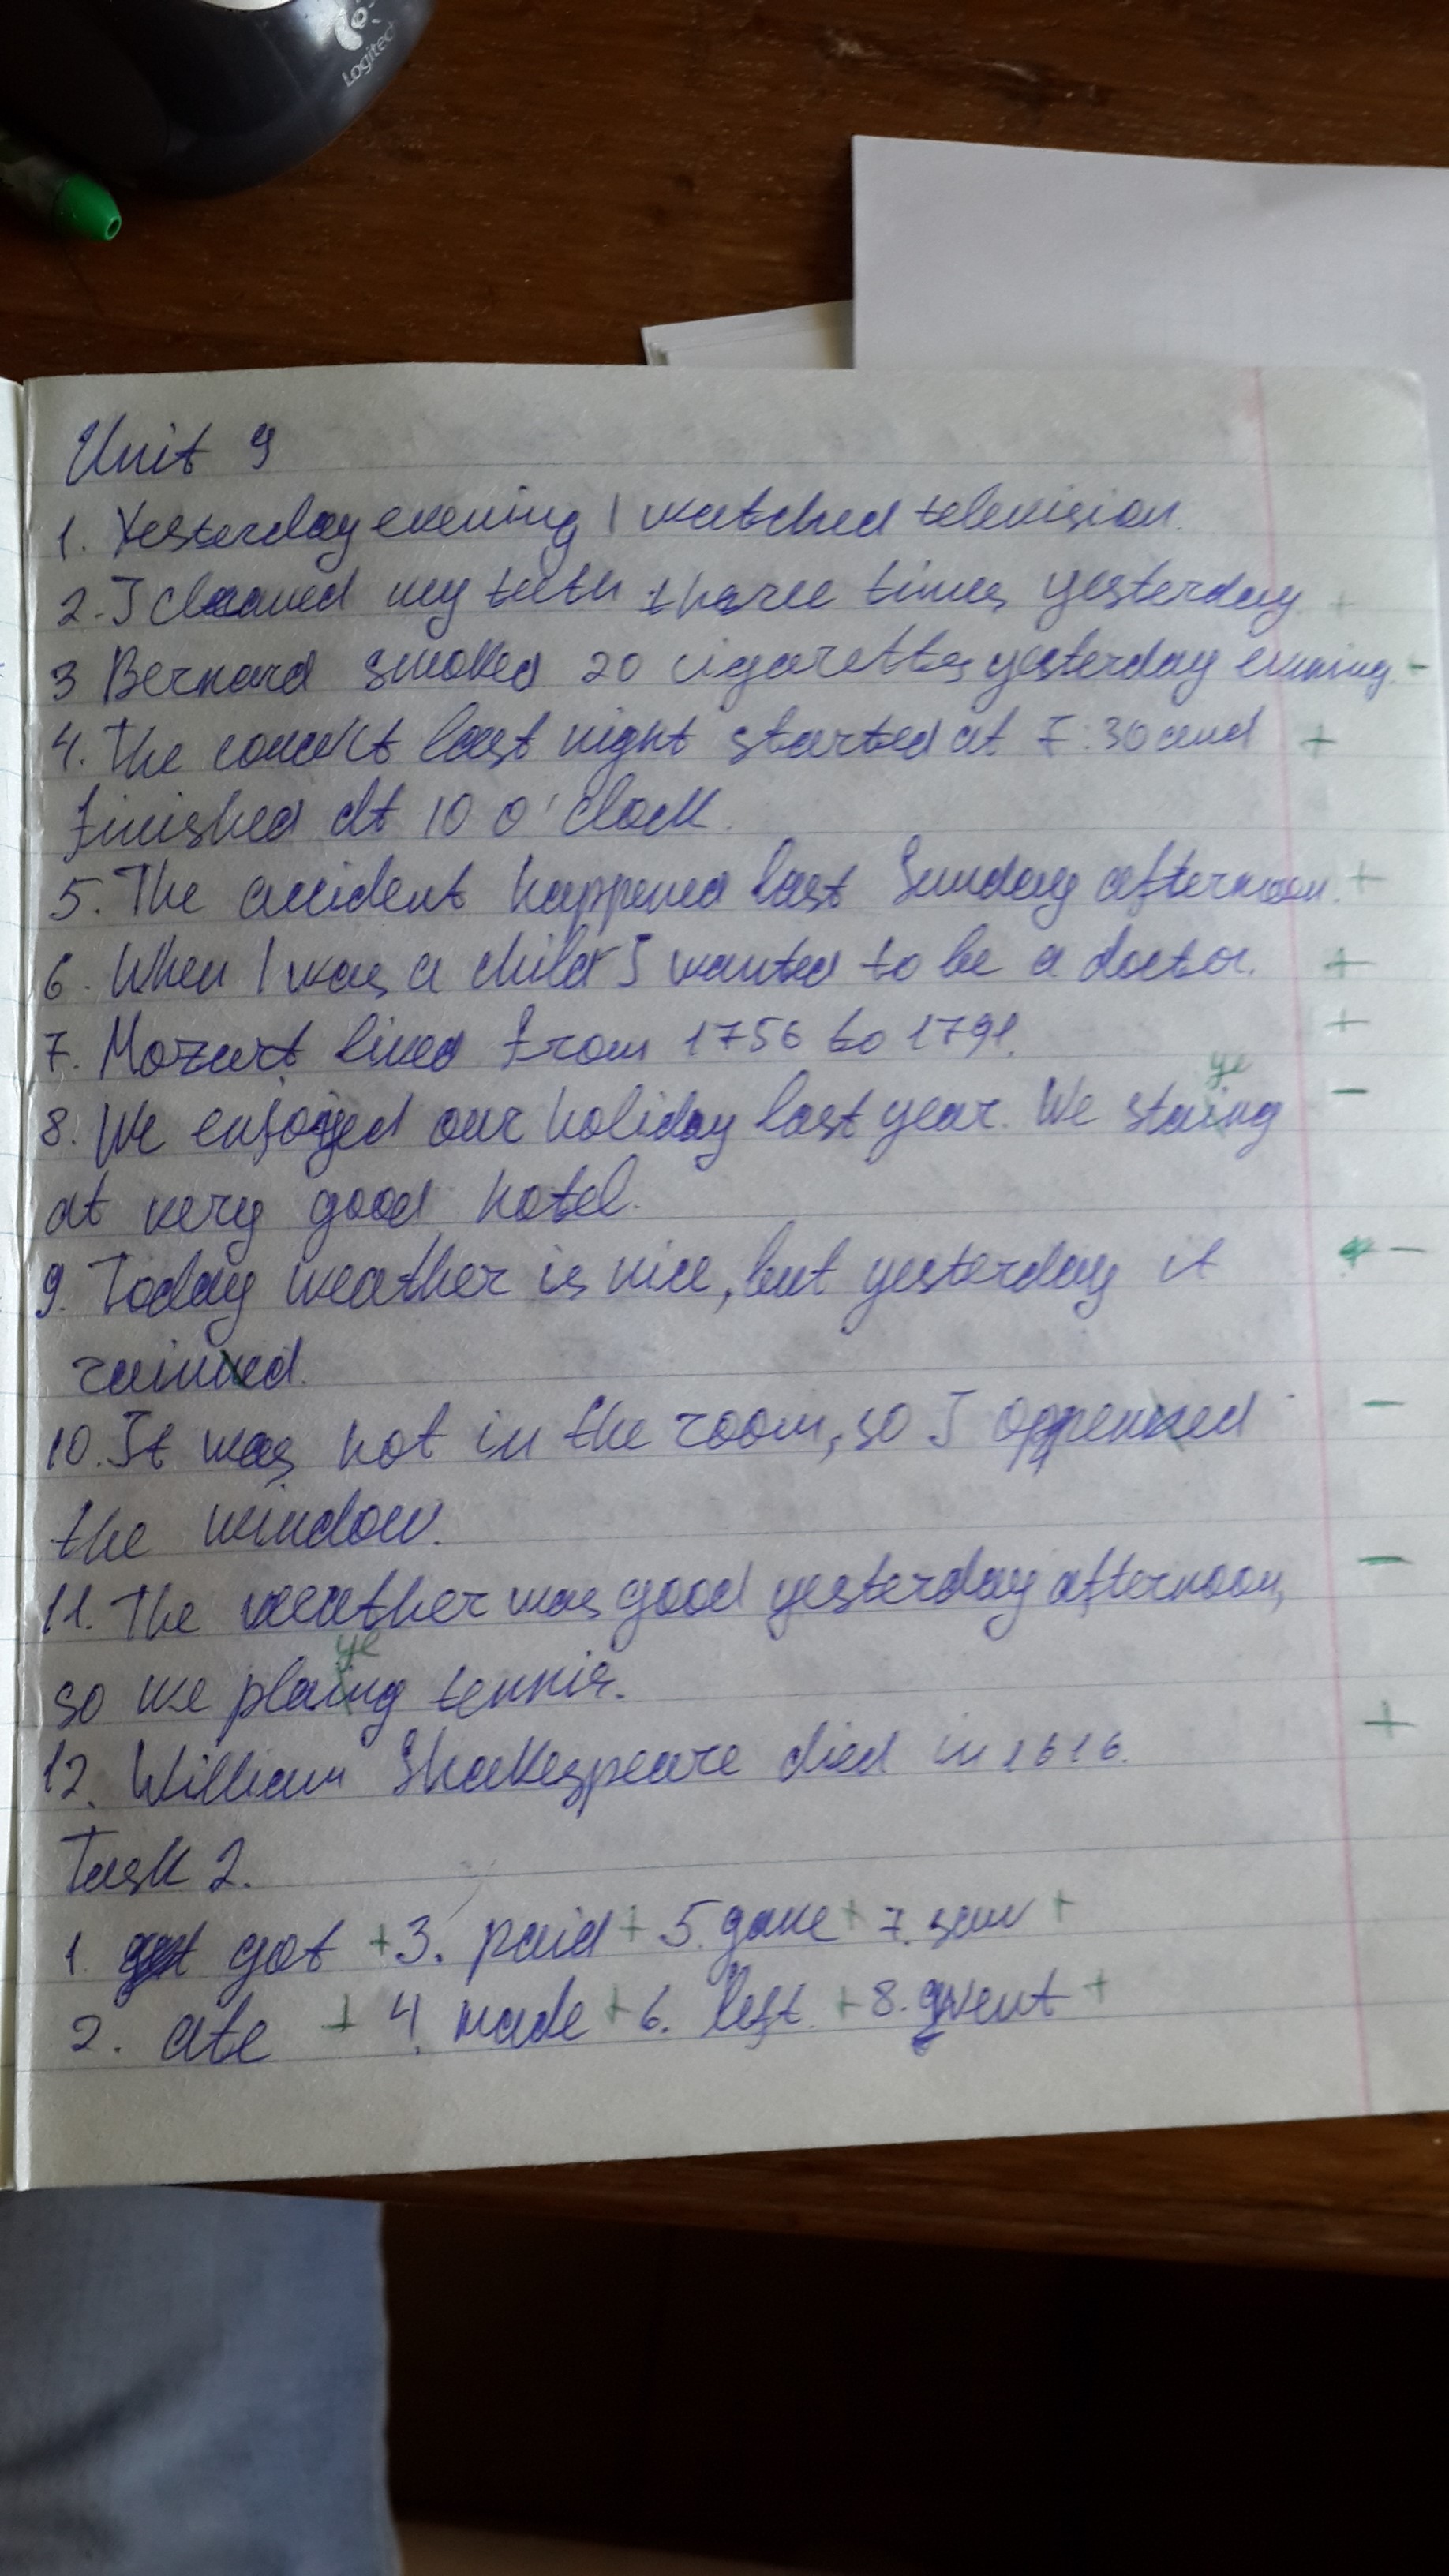 Logitech
Unit 9
1. Yesterday evening I watched television.
2. I cleaned my teeth three times yesterday +
3 Bernard smoked 20 cigarettes yesterday evening. -
4. The concert last night started at 7:30 and +
finished at 10 o'clock.
5. The accident happened last Sunday afternoon. +
6. When I was a child I wanted to be a doctor. +
7. Mozart lived from 1756 to 1791. +
ye
8. We enjoyed our holiday last year. We staing -
at very good hotel.
9. Today weather is nice, but yesterday it -
rainned.
10. It was hot in the room, so I oppenned -
the window.
11. The weather was good yesterday afternoon, -
ye
so we plaing tennis.
12. William Shakespeare died in 1616. +
Task 2.
1. got + 3. paid + 5. gave + 7. saw +
2. ate + 4. made + 6. left + 8. went +